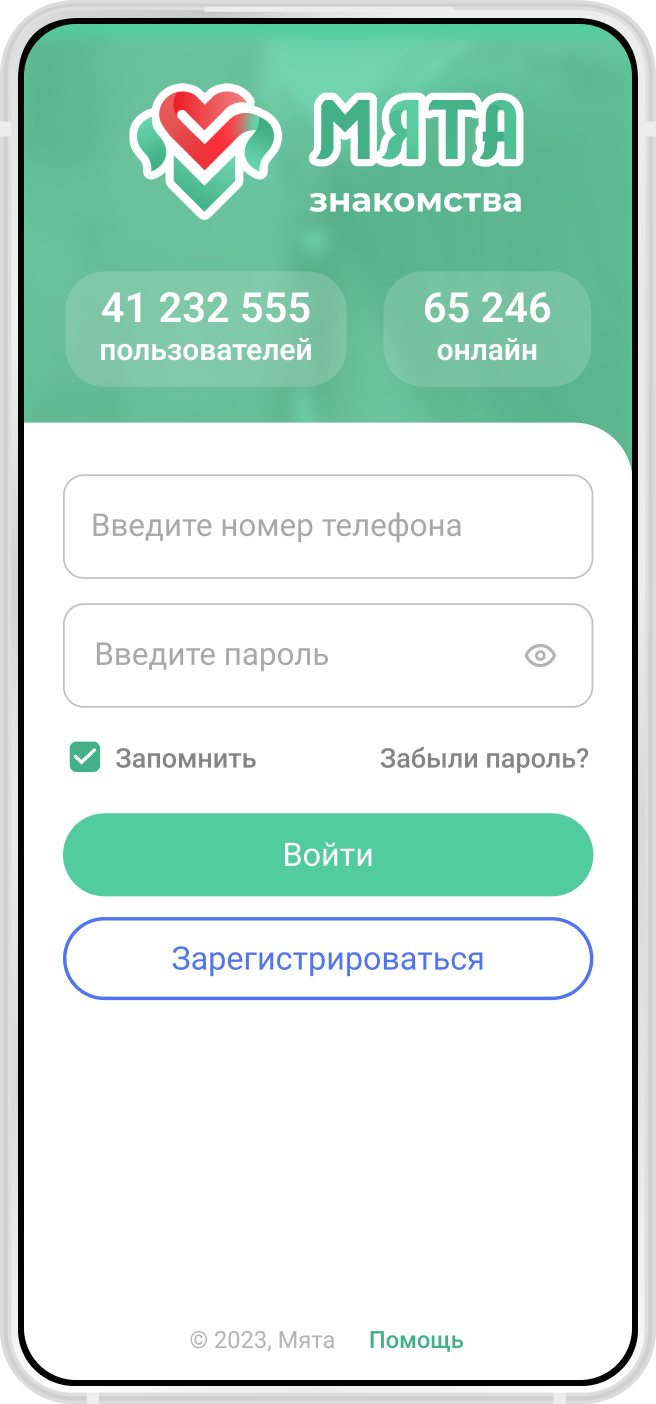 МЯТА
знакомства
41 232 555
пользователей
65 246
онлайн
Введите номер телефона
Введите пароль
Запомнить
Забыли пароль?
Войти
Зарегистрироваться
© 2023, Мята
Помощь